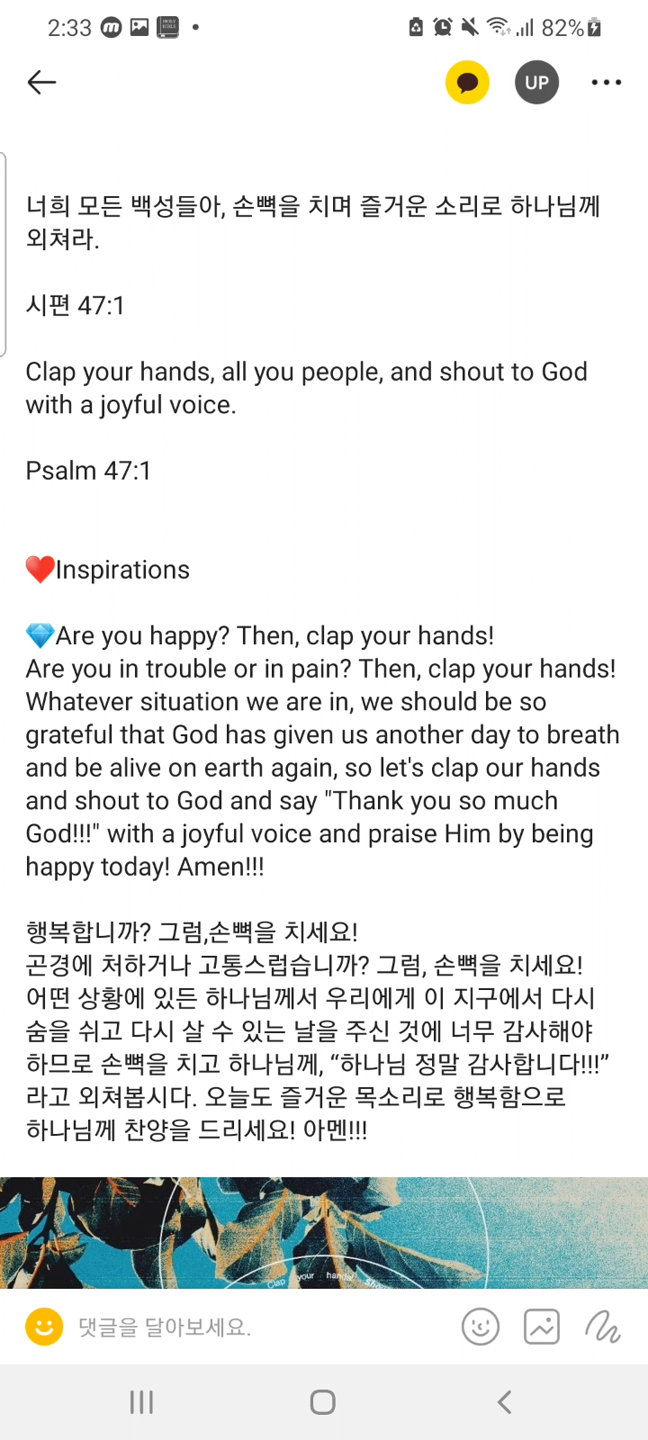 2:33
82%
UP
너희 모든 백성들아, 손뼉을 치며 즐거운 소리로 하나님께
외쳐라.
시편 47:1
Clap your hands, all you people, and shout to God
with a joyful voice.
Psalm 47:1
❤️Inspirations
💎Are you happy? Then, clap your hands!
Are you in trouble or in pain? Then, clap your hands!
Whatever situation we are in, we should be so
grateful that God has given us another day to breath
and be alive on earth again, so let's clap our hands
and shout to God and say "Thank you so much
God!!!" with a joyful voice and praise Him by being
happy today! Amen!!!
행복합니까? 그럼,손뼉을 치세요!
곤경에 처하거나 고통스럽습니까? 그럼, 손뼉을 치세요!
어떤 상황에 있든 하나님께서 우리에게 이 지구에서 다시
숨을 쉬고 다시 살 수 있는 날을 주신 것에 너무 감사해야
하므로 손뼉을 치고 하나님께, “하나님 정말 감사합니다!!!”
라고 외쳐봅시다. 오늘도 즐거운 목소리로 행복함으로
하나님께 찬양을 드리세요! 아멘!!!
Clap your hands!
댓글을 달아보세요.